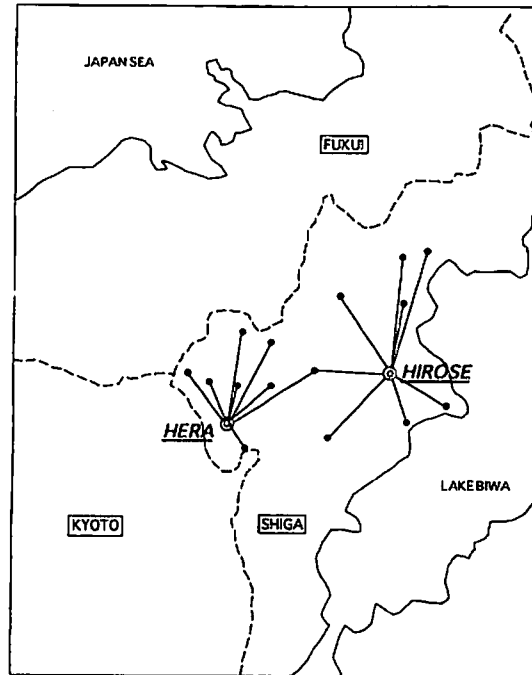 JAPAN SEA
FUKUI
HIROSE
HERA
LAKE BIWA
KYOTO
SHIGA